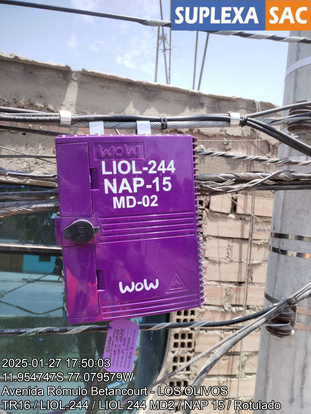 SUPLEXA SAC
WOW
LIOL-244
NAP-15
MD-02
WOW
2025-01-27 17:50:03
11.954747S 77.079579W
Avenida Rómulo Betancourt - LOS OLIVOS
TR16 / LIOL-244 / LIOL 244 MD2 / NAP 15 / Rotulado